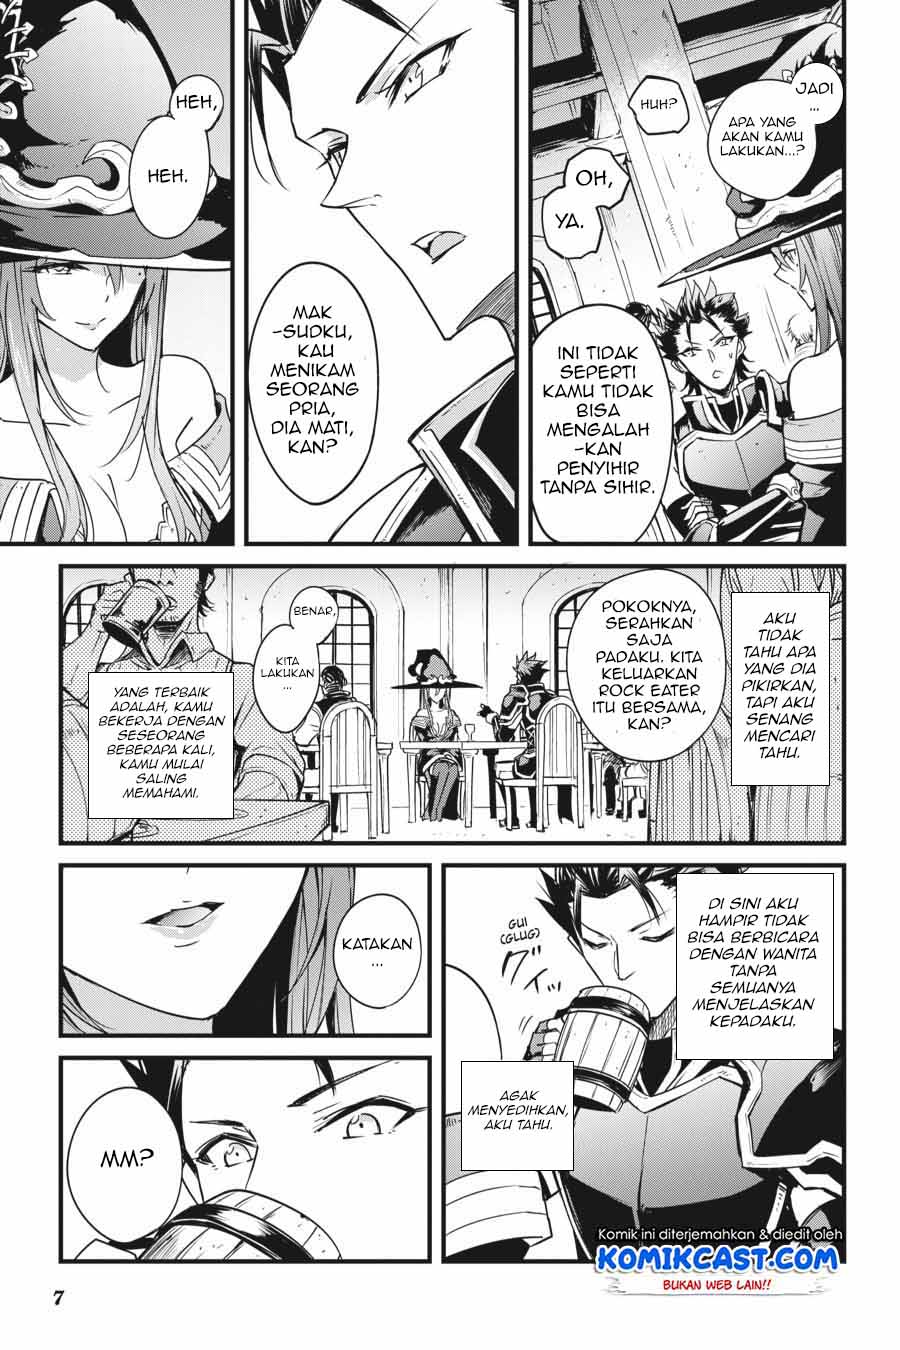 JADI
...
APA YANG
AKAN KAMU
LAKUKAN...?
HUH?
OH,
YA.
INI TIDAK
SEPERTI
KAMU TIDAK
BISA
MENGALAH
-KAN
PENYIHIR
TANPA SIHIR.
MAK
-SUDKU,
KAU
MENIKAM
SEORANG
PRIA,
DIA MATI,
KAN?
HEH,
HEH.
AKU
TIDAK
TAHU APA
YANG DIA
PIKIRKAN,
TAPI AKU
SENANG
MENCARI
TAHU.
POKOKNYA,
SERAHKAN
SAJA
PADAKU. KITA
KELUARKAN
ROCK EATER
ITU BERSAMA,
KAN?
BENAR,
KITA
LAKUKAN
...
YANG TERBAIK
ADALAH, KAMU
BEKERJA DENGAN
SESEORANG
BEBERAPA KALI,
KAMU MULAI
SALING
MEMAHAMI.
DI SINI AKU
HAMPIR TIDAK
BISA BERBICARA
DENGAN WANITA
TANPA
SEMUANYA
MENJELASKAN
KEPADAKU.
GUI
(GLUG)
グイッ
AGAK
MENYEDIHKAN,
AKU TAHU.
KATAKAN
...
MM?
Komik ini diterjemahkan & diedit oleh
KOMIKCAST.COM
BUKAN WEB LAIN!!
7